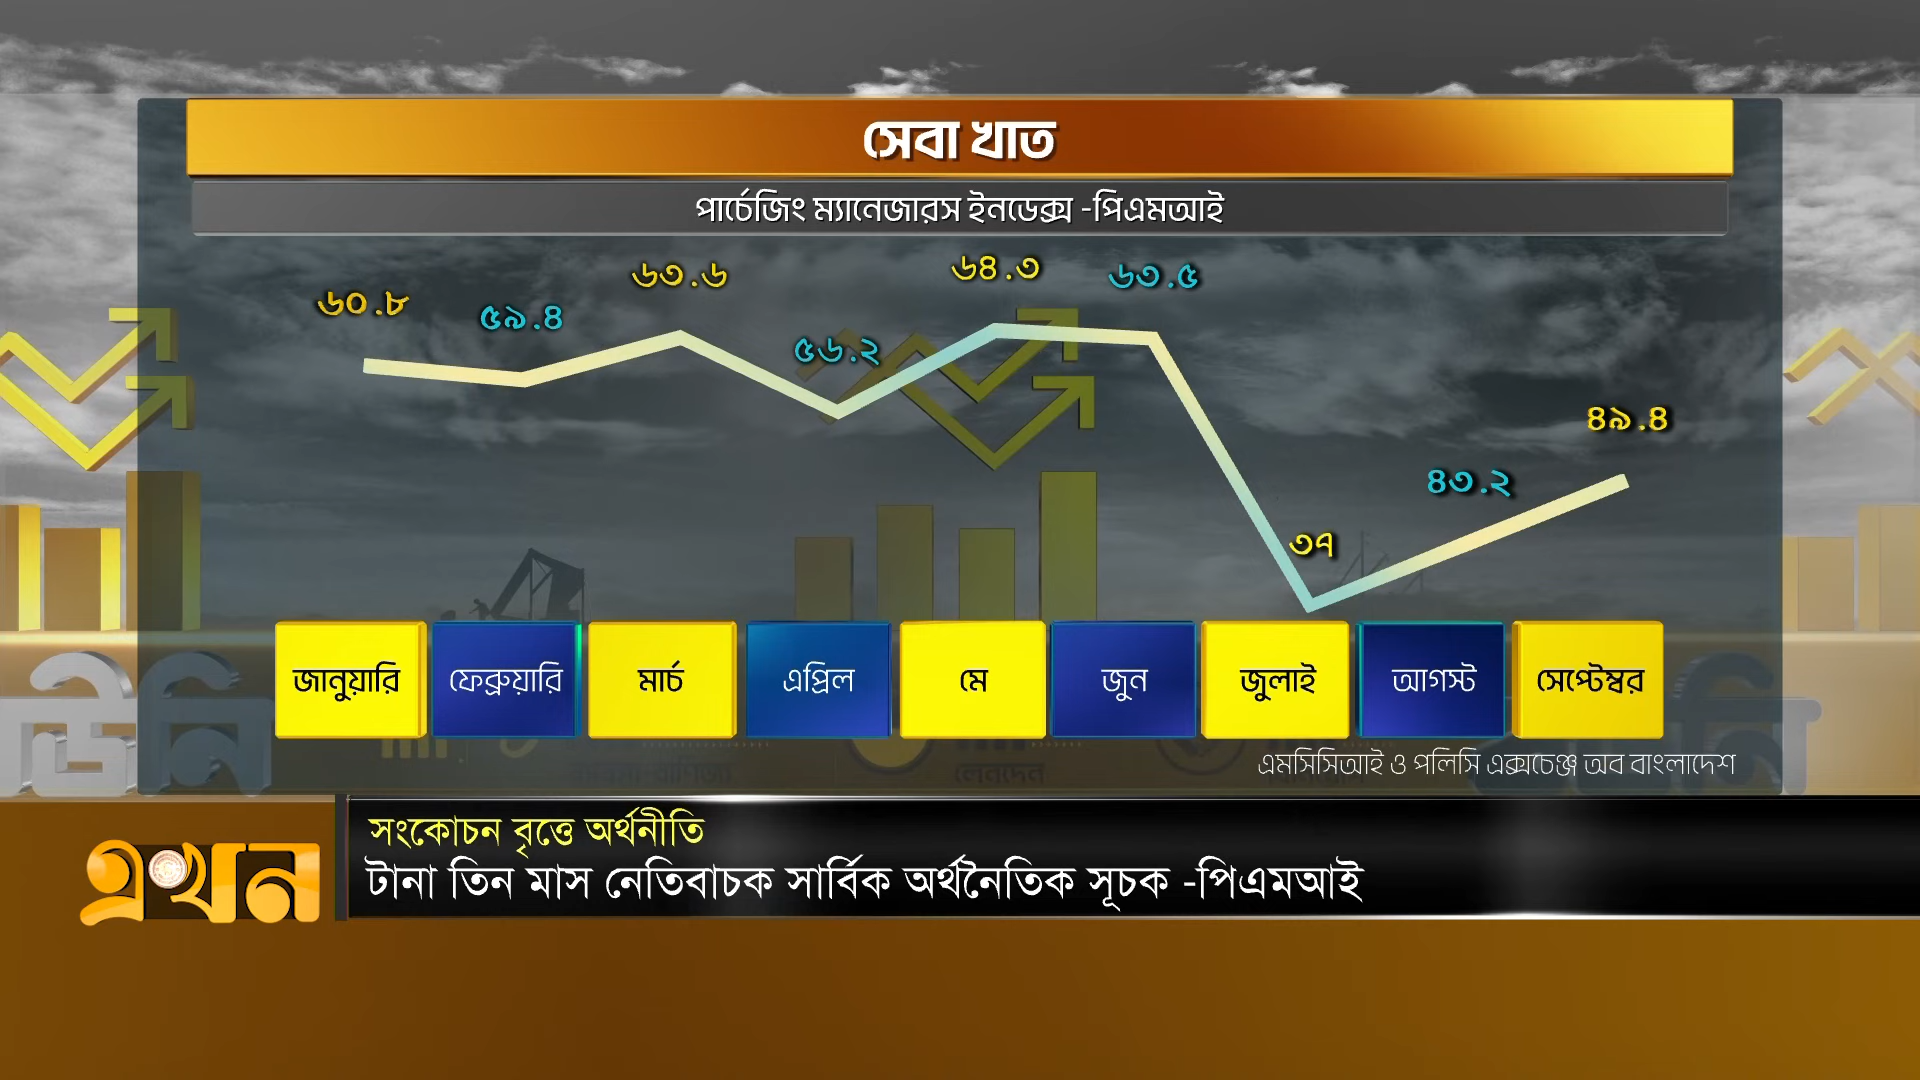 সেবা খাত
পার্চেজিং ম্যানেজারস ইনডেক্স -পিএমআই
৬০.৮ ৫৯.৪ ৬৩.৬ ৫৬.২ ৬৪.৩ ৬৩.৫ ৩৭ ৪৩.২ ৪৯.৪
জানুয়ারি ফেব্রুয়ারি মার্চ এপ্রিল মে জুন জুলাই আগস্ট সেপ্টেম্বর
লেনদেন
এমসিসিআই ও পলিসি এক্সচেঞ্জ অব বাংলাদেশ
এখন
সংকোচন বৃত্তে অর্থনীতি
টানা তিন মাস নেতিবাচক সার্বিক অর্থনৈতিক সূচক -পিএমআই